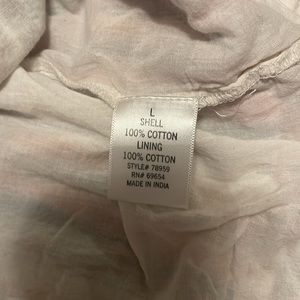 L
SHELL
100% COTTON
LINING
100% COTTON
STYLE# 78959
RN# 69654
MADE IN INDIA